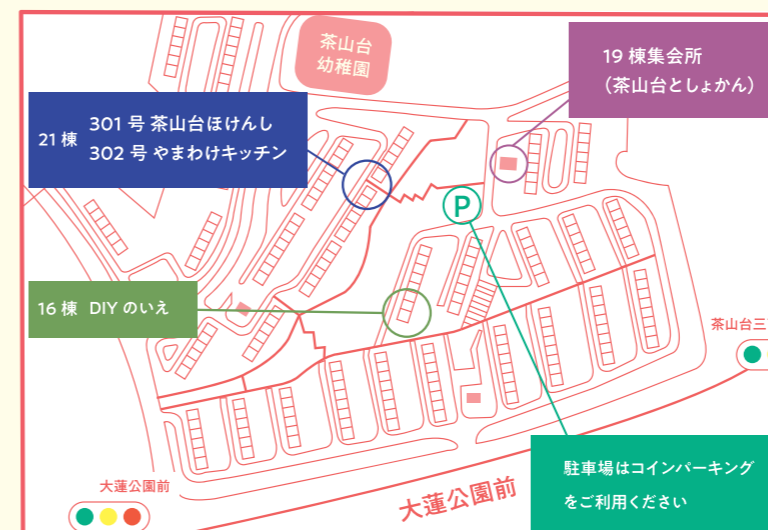 茶山台
幼稚園
19 棟集会所
（茶山台としょかん）
21 棟
301 号 茶山台ほけんし
302 号 やまわけキッチン
P
16 棟 DIY のいえ
茶山台三
駐車場はコインパーキング
をご利用ください
大蓮公園前
大蓮公園前